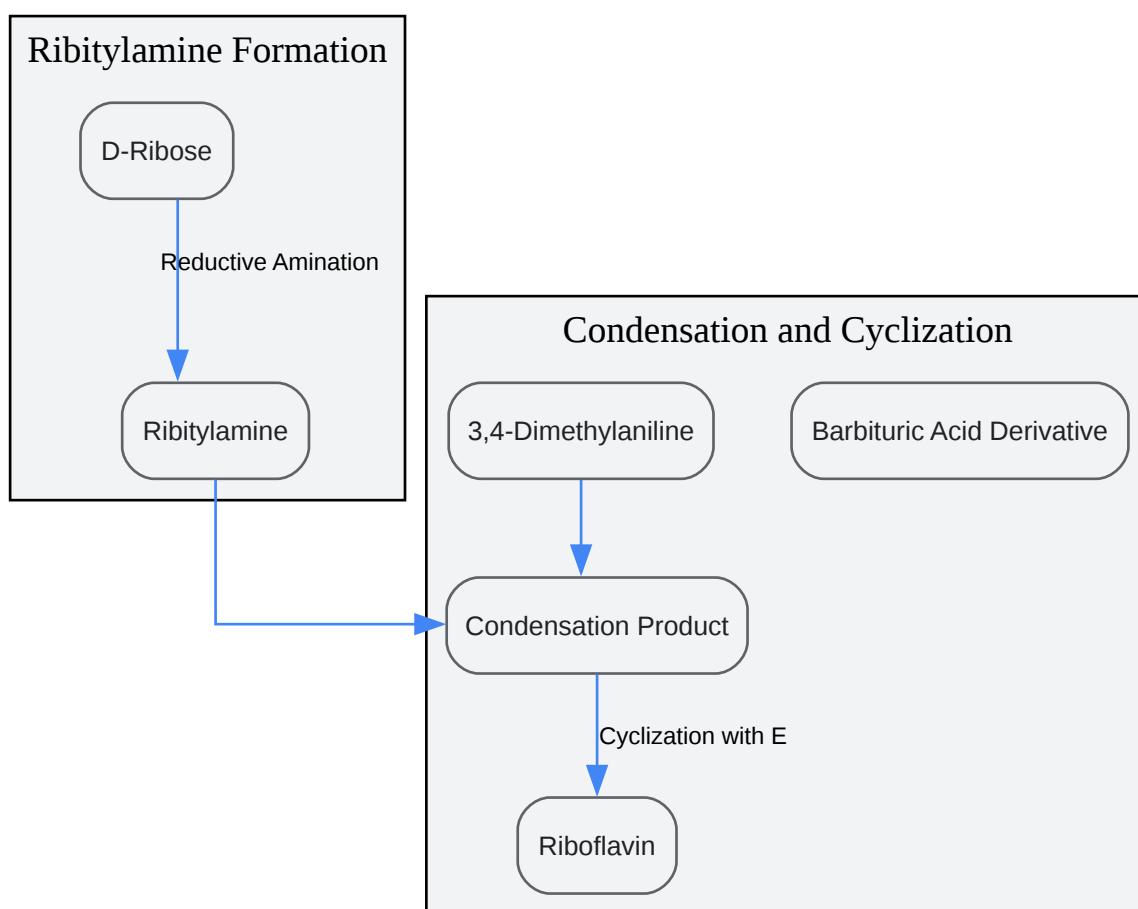 Ribitylamine Formation
D-Ribose
Reductive Amination
Ribitylamine
Condensation and Cyclization
3,4-Dimethylaniline
Barbituric Acid Derivative
Condensation Product
Cyclization with E
Riboflavin